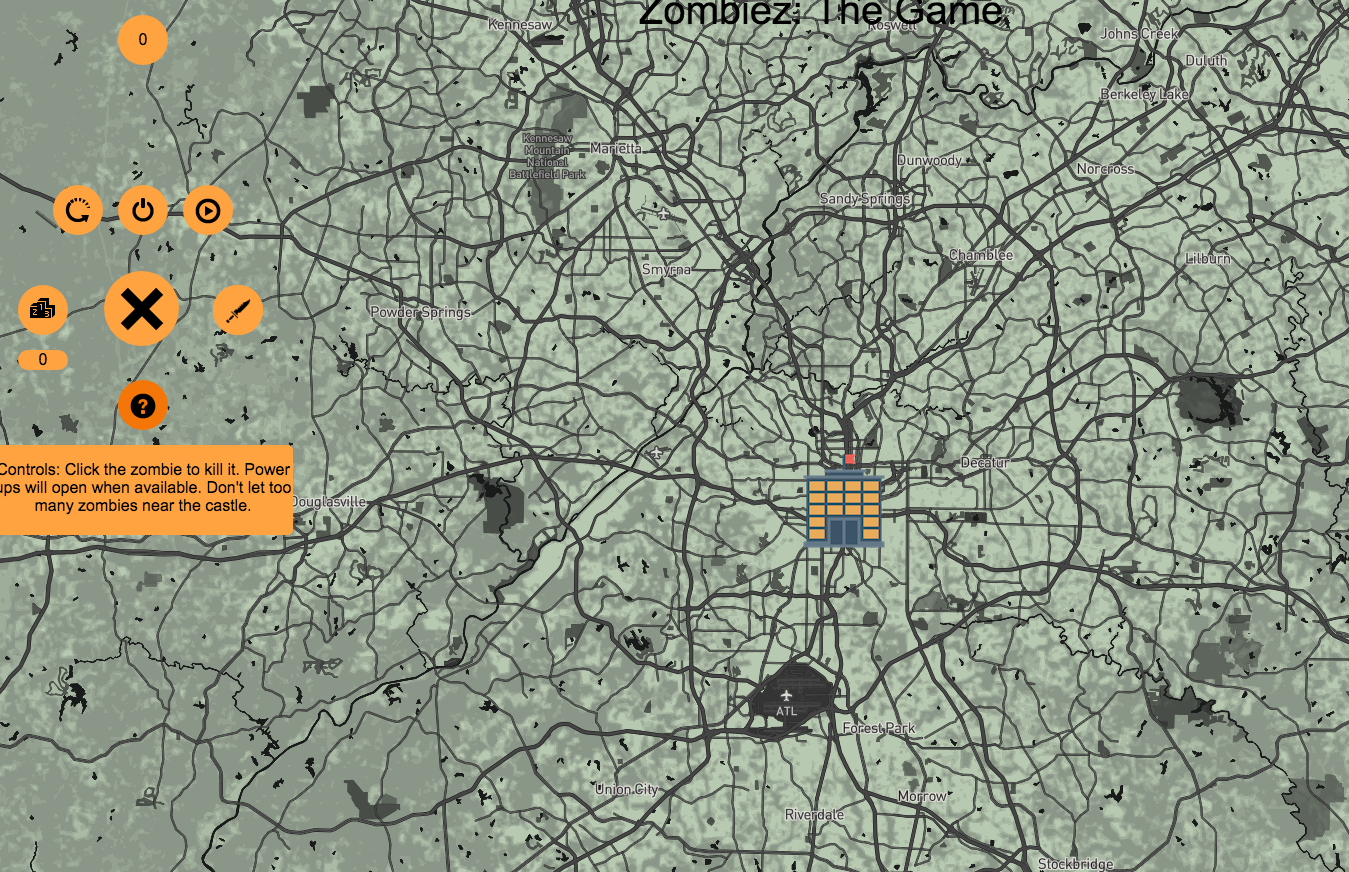 Zombiez: The Game
Kennesaw
Roswell
Johns Creek
Duluth
Berkeley Lake
0
Kennesaw
Mountain
National
Battlefield Park
Marietta
Dunwoody
Norcross
Sandy Springs
Chamblee
Lilburn
Smyrna
Powder Springs
0
?
Controls: Click the zombie to kill it. Power
ups will open when available. Don't let too
many zombies near the castle.
Decatur
Douglasville
ATL
Forest Park
Union City
Morrow
Riverdale
Stockbridge